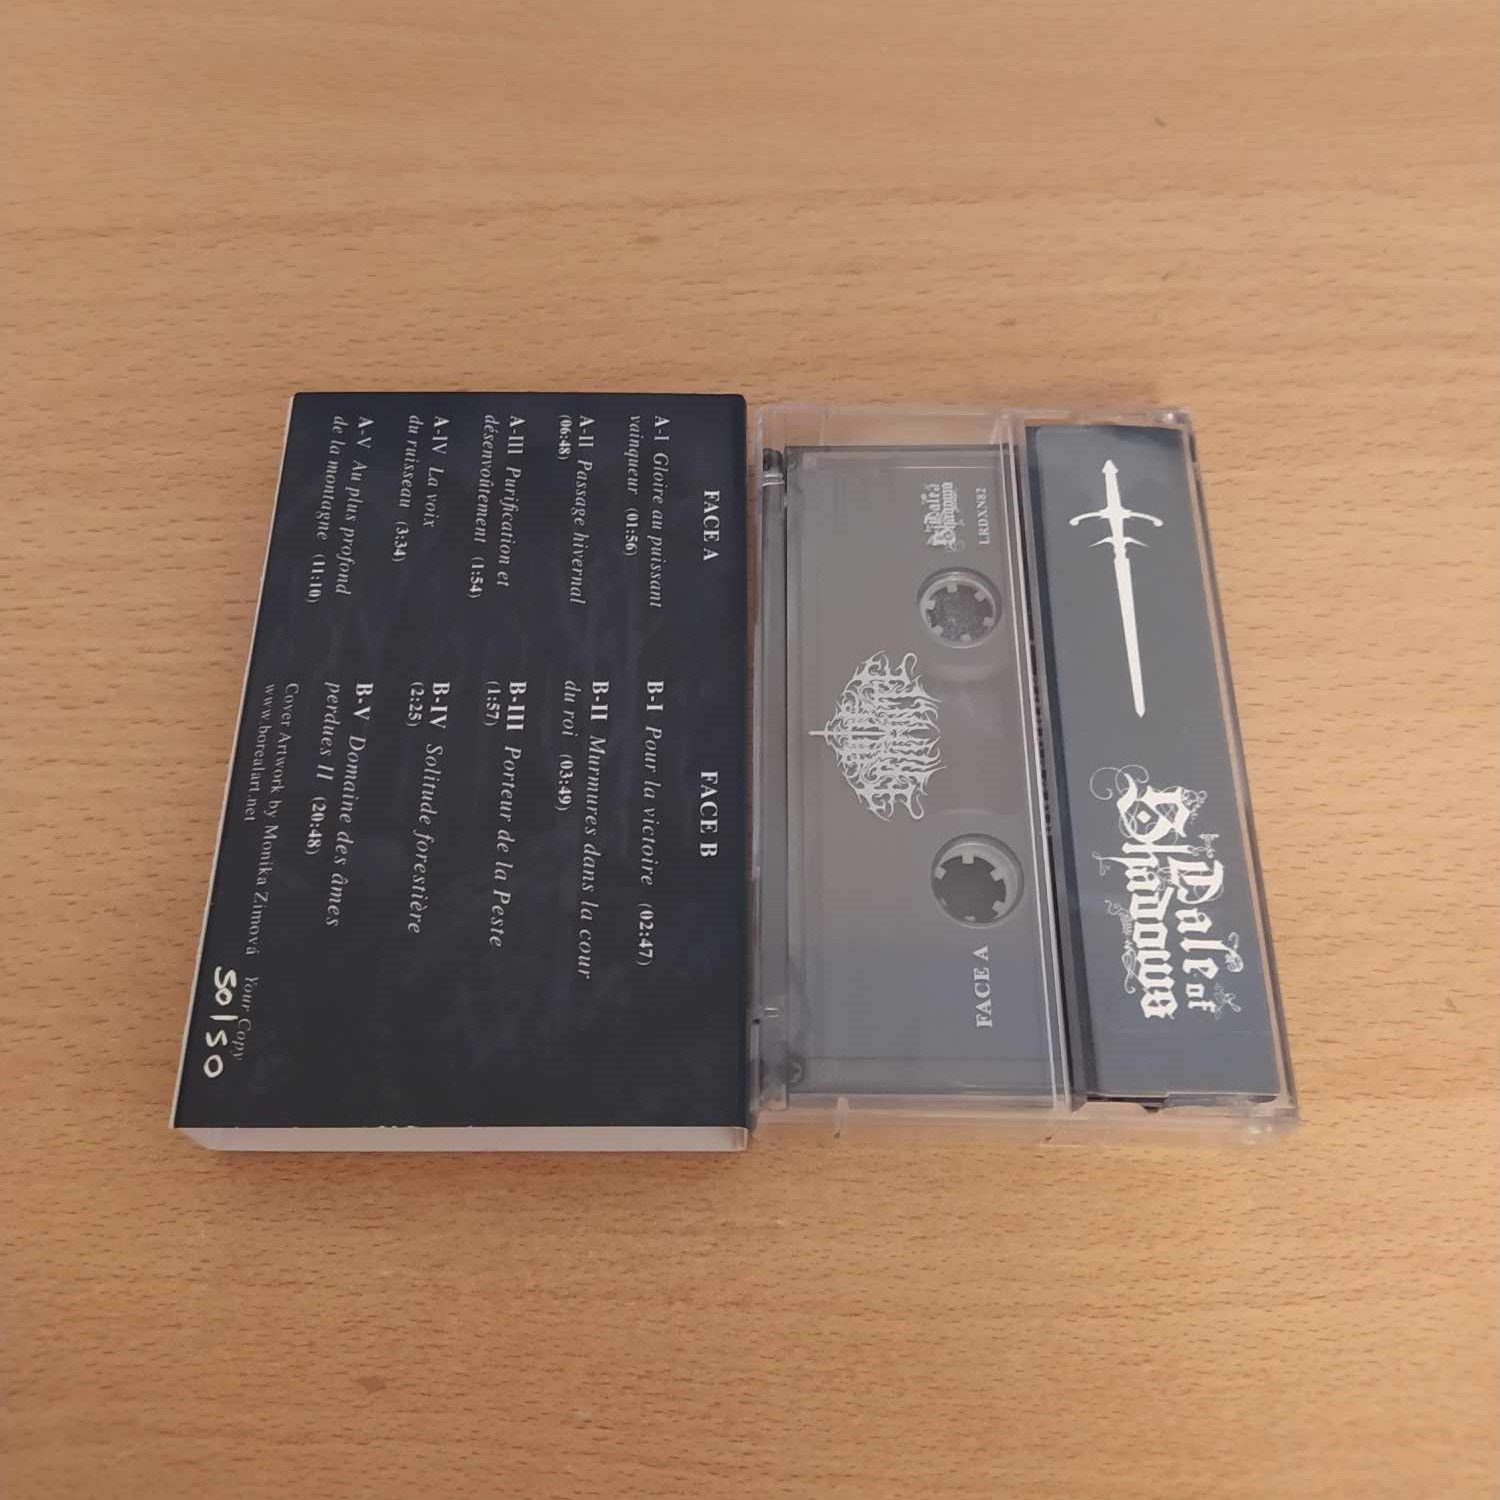 FACE A
A-I Gloire au puissant
vainqueur (01:56)
A-II Passage hivernal
(06:48)
A-III Purification et
désenvoûtement (1:54)
A-IV La voix
du ruisseau (3:34)
A-V Au plus profond
de la montagne (11:10)
FACE B
B-I Pour la victoire (02:47)
B-II Murmures dans la cour
du roi (03:49)
B-III Porteur de la Peste
(1:57)
B-IV Solitude forestière
(2:25)
B-V Domaine des âmes
perdues II (20:48)
Cover Artwork by Monika Zimová
www.borealart.net
Your Copy
50/50
Dale of
Shadows
LRDXN82
FACE A
Dale of
Shadows